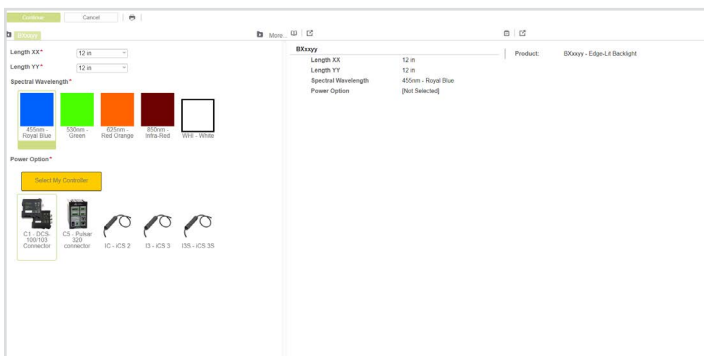 Continue
Cancel
BXxxyy
More...
Length XX*
12 in
Length YY*
12 in
Spectral Wavelength*
455nm -
Royal Blue
530nm -
Green
625nm -
Red Orange
850nm -
Infra-Red
WHI - White
Power Option*
Select My Controller
C1 - DCS-
100/103
Connector
C5 - Pulsar
320
connector
IC - ICS 2
I3 - ICS 3
I3S - ICS 3S
BXxxyy
Length XX 12 in
Length YY 12 in
Spectral Wavelength 455nm - Royal Blue
Power Option [Not Selected]
Product: BXxxyy - Edge-Lit Backlight